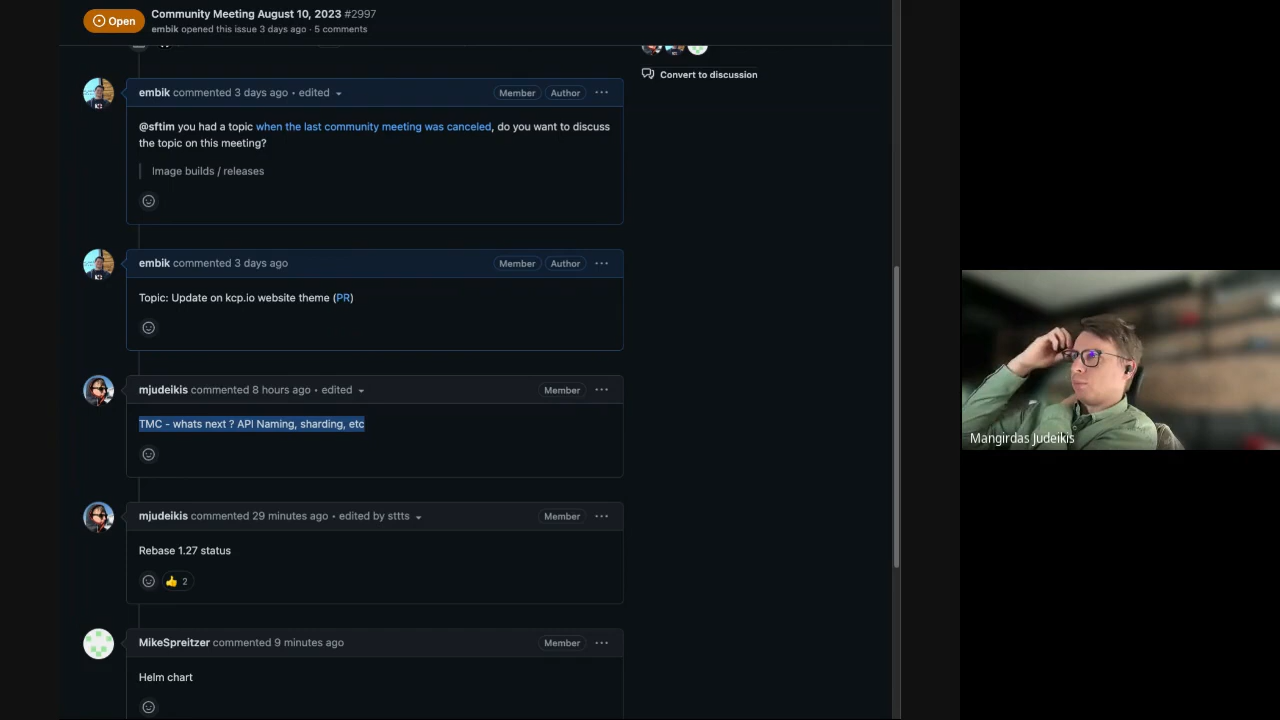 Open
Community Meeting August 10, 2023 #2997
embik opened this issue 3 days ago · 5 comments
Convert to discussion
embik commented 3 days ago • edited
Member
Author
@sftim you had a topic when the last community meeting was canceled, do you want to discuss
the topic on this meeting?
Image builds / releases
embik commented 3 days ago
Member
Author
Topic: Update on kcp.io website theme (PR)
mjudeikis commented 8 hours ago • edited
Member
TMC - whats next ? API Naming, sharding, etc
mjudeikis commented 29 minutes ago • edited by sttts
Member
Rebase 1.27 status
2
MikeSpreitzer commented 9 minutes ago
Member
Helm chart
Mangirdas Judeikis